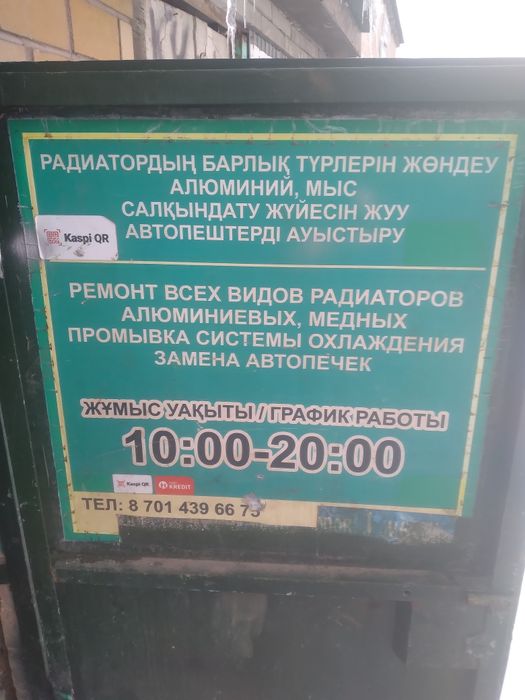 РАДИАТОРДЫҢ БАРЛЫҚ ТҮРЛЕРІН ЖӨНДЕУ
АЛЮМИНИЙ, МЫС
САЛҚЫНДАТУ ЖҮЙЕСІН ЖУУ
Kaspi QR
АВТОПЕШТЕРДІ АУЫСТЫРУ
РЕМОНТ ВСЕХ ВИДОВ РАДИАТОРОВ
АЛЮМИНИЕВЫХ, МЕДНЫХ
ПРОМЫВКА СИСТЕМЫ ОХЛАЖДЕНИЯ
ЗАМЕНА АВТОПЕЧЕК
ЖҰМЫС УАҚЫТЫ / ГРАФИК РАБОТЫ
10:00-20:00
Kaspi QR
KREDIT
ТЕЛ: 8 701 439 66 75